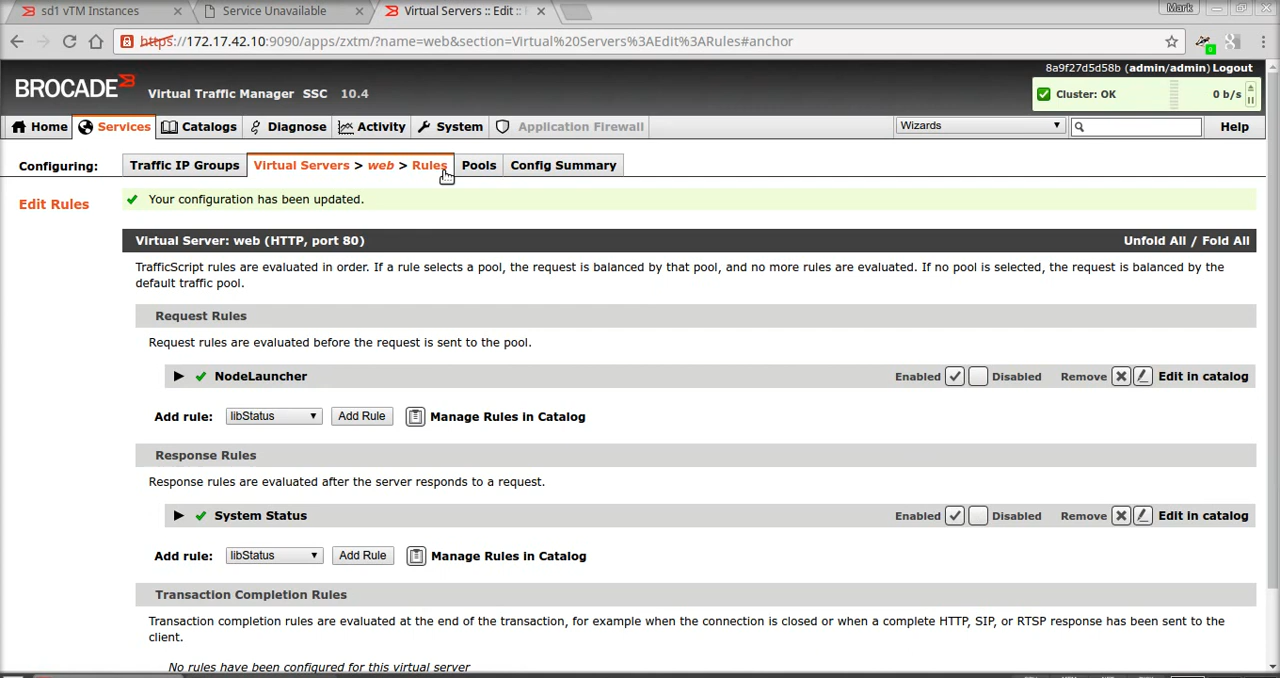 sd1 vTM Instances
Service Unavailable
Virtual Servers :: Edit ::
Mark
https://172.17.42.10:9090/apps/zxtm/?name=web&section=Virtual%20Servers%3AEdit%3ARules#anchor
8a9f27d5d58b (admin/admin) Logout
BROCADE
Virtual Traffic Manager SSC 10.4
Cluster: OK
0 b/s
Home
Services
Catalogs
Diagnose
Activity
System
Application Firewall
Wizards
Help
Configuring:
Traffic IP Groups
Virtual Servers > web > Rules
Pools
Config Summary
Edit Rules
Your configuration has been updated.
Virtual Server: web (HTTP, port 80)
Unfold All / Fold All
TrafficScript rules are evaluated in order. If a rule selects a pool, the request is balanced by that pool, and no more rules are evaluated. If no pool is selected, the request is balanced by the
default traffic pool.
Request Rules
Request rules are evaluated before the request is sent to the pool.
NodeLauncher
Enabled
Disabled
Remove
Edit in catalog
Add rule:
libStatus
Add Rule
Manage Rules in Catalog
Response Rules
Response rules are evaluated after the server responds to a request.
System Status
Enabled
Disabled
Remove
Edit in catalog
Add rule:
libStatus
Add Rule
Manage Rules in Catalog
Transaction Completion Rules
Transaction completion rules are evaluated at the end of the transaction, for example when the connection is closed or when a complete HTTP, SIP, or RTSP response has been sent to the
client.
No rules have been configured for this virtual server